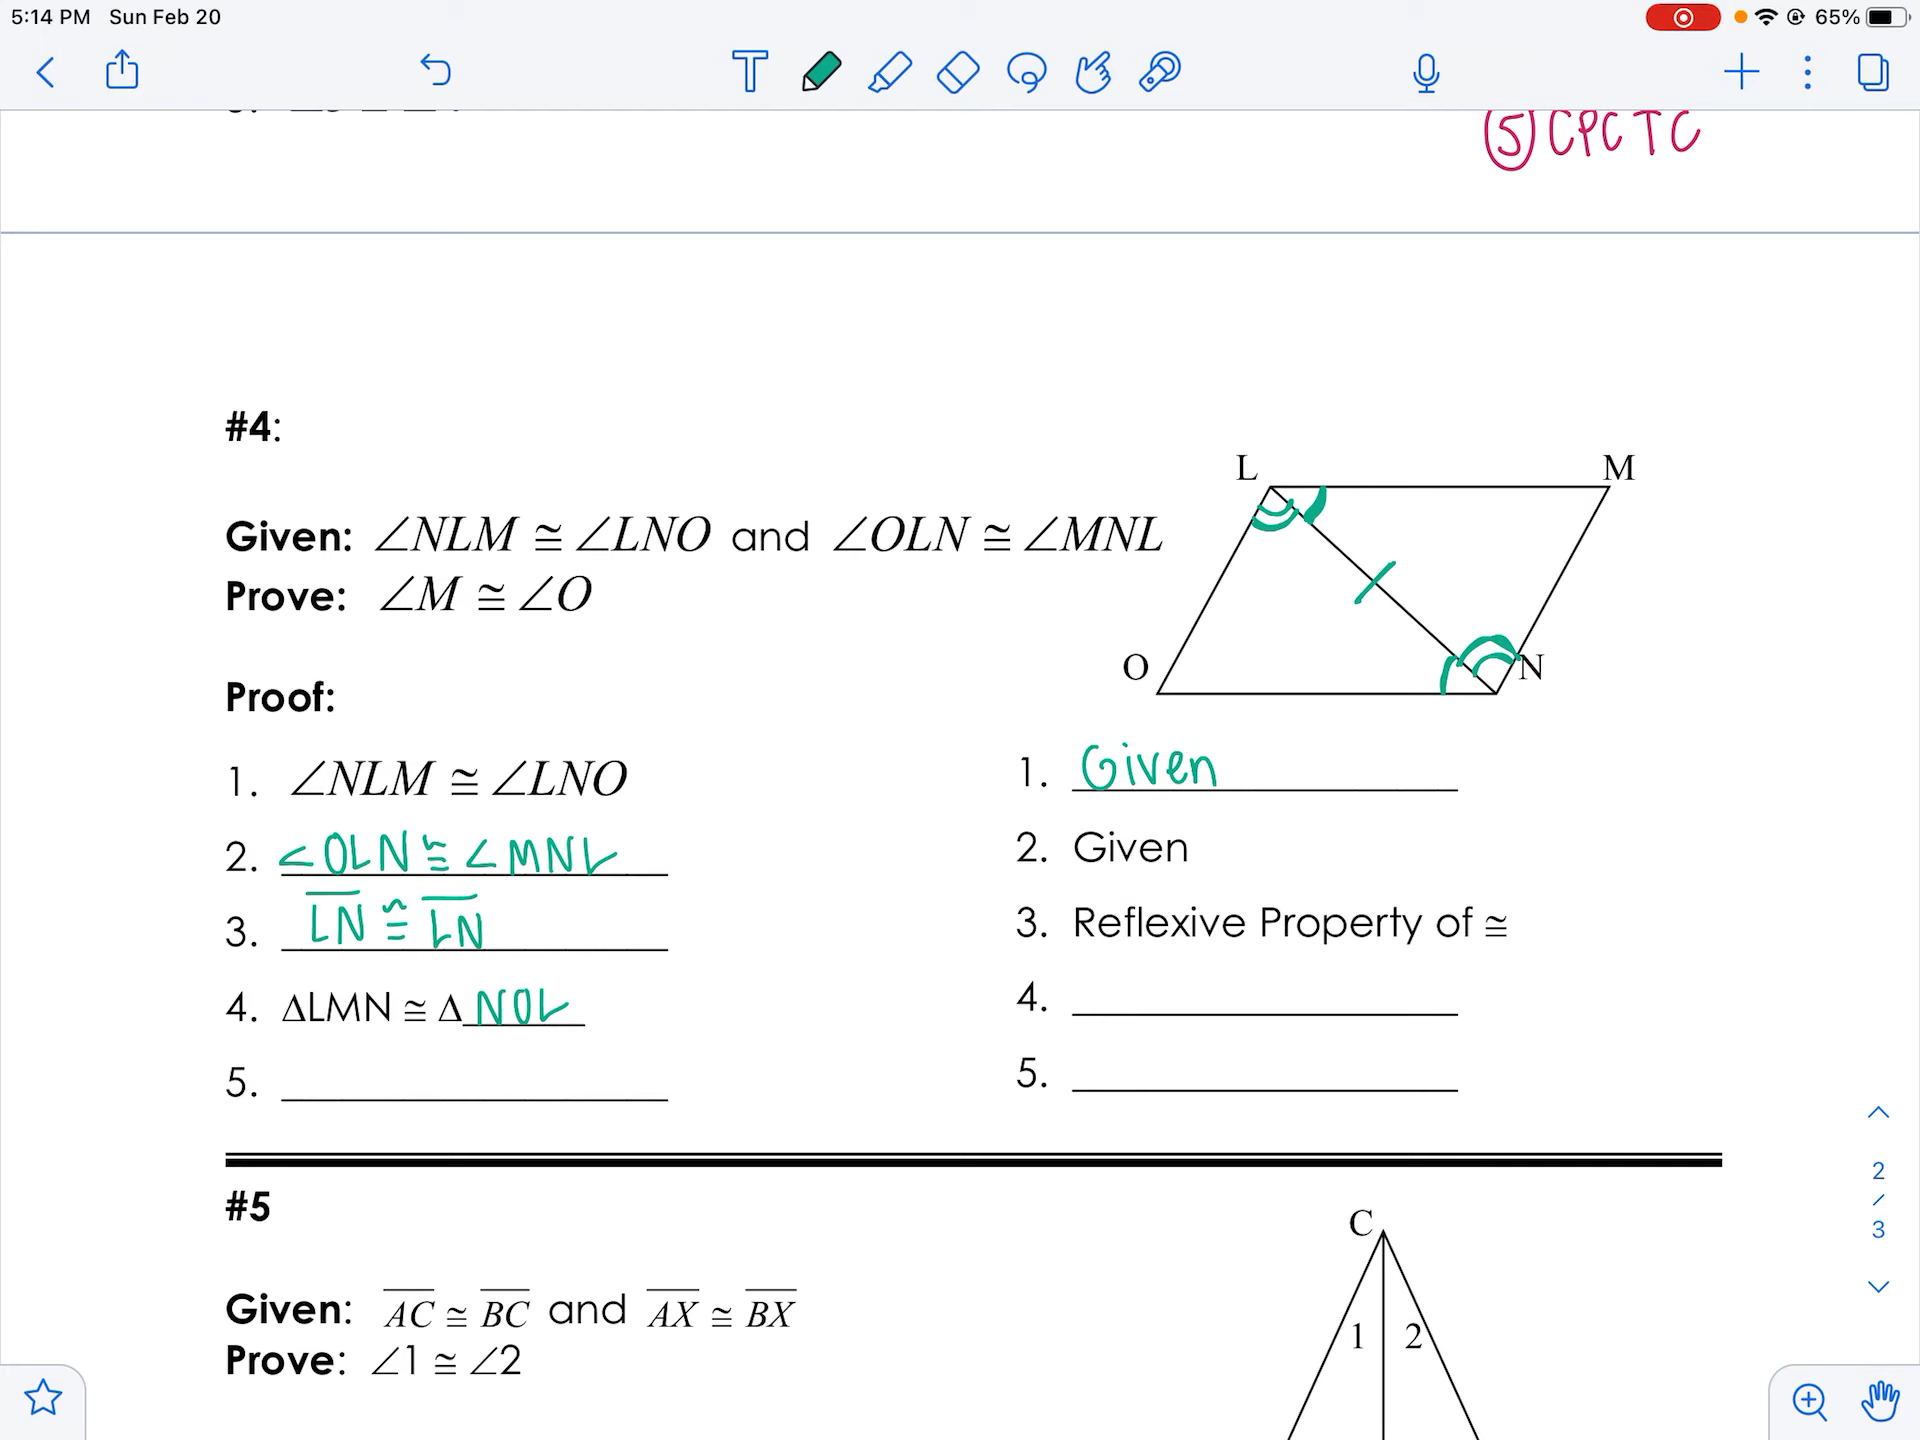 5:14 PM Sun Feb 20 65%
⑤ CPCTC
#4:
L M
Given: ∠NLM ≅ ∠LNO and ∠OLN ≅ ∠MNL
Prove: ∠M ≅ ∠O
O N
Proof:
1. ∠NLM ≅ ∠LNO 1. Given
2. ∠OLN ≅ ∠MNL 2. Given
3. LN ≅ LN 3. Reflexive Property of ≅
4. ΔLMN ≅ Δ NOL 4.
5. 5.
2
/
3
#5
C
Given: AC ≅ BC and AX ≅ BX
1 2
Prove: ∠1 ≅ ∠2